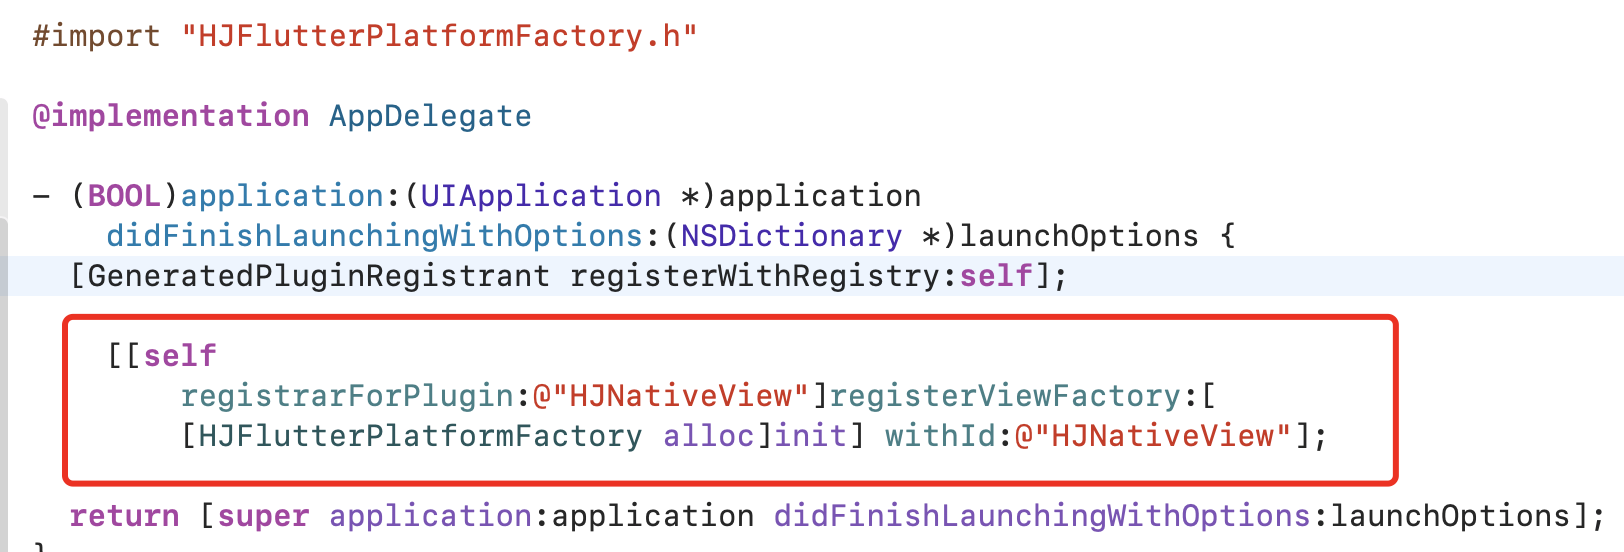 #import "HJFlutterPlatformFactory.h"
@implementation AppDelegate
- (BOOL)application:(UIApplication *)application
didFinishLaunchingWithOptions:(NSDictionary *)launchOptions {
[GeneratedPluginRegistrant registerWithRegistry:self];
[[self
registrarForPlugin:@"HJNativeView"]registerViewFactory:[
[HJFlutterPlatformFactory alloc]init] withId:@"HJNativeView"];
return [super application:application didFinishLaunchingWithOptions:launchOptions];
}